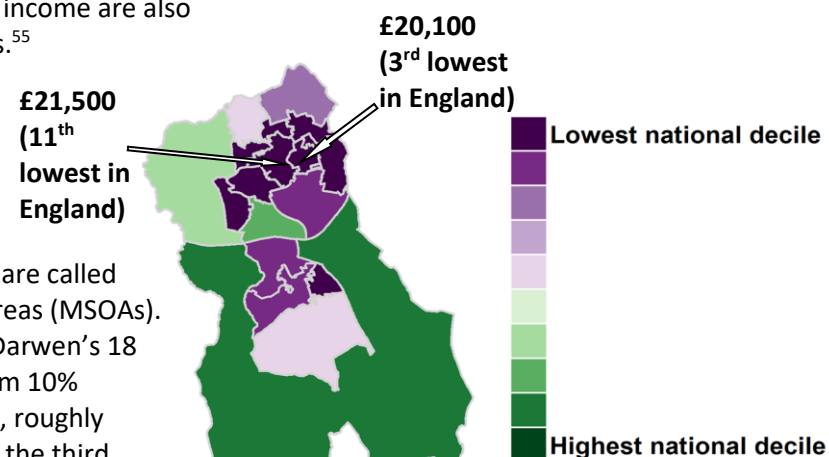 income are also
s.55
£20,100
(3rd lowest
in England)
£21,500
(11th
lowest in
England)
Lowest national decile
are called
reas (MSOAs).
Darwen’s 18
m 10%
, roughly
the third
Highest national decile